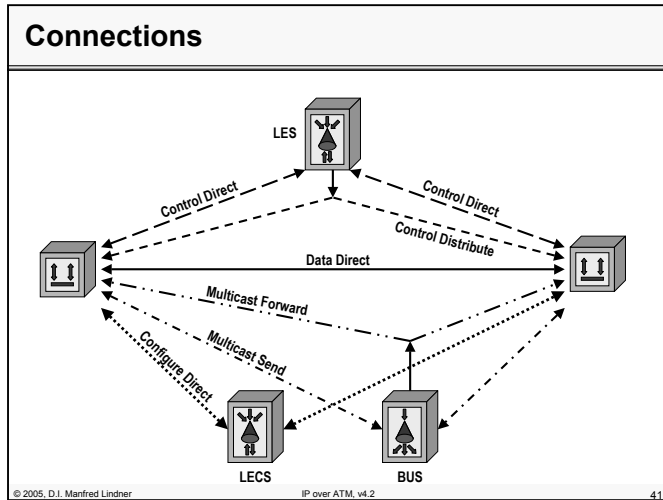 Connections
LES
Control Direct
Control Direct
Control Distribute
Data Direct
Multicast Forward
Multicast Send
Configure Direct
LECS
BUS
© 2005, D.I. Manfred Lindner
IP over ATM, v4.2
41